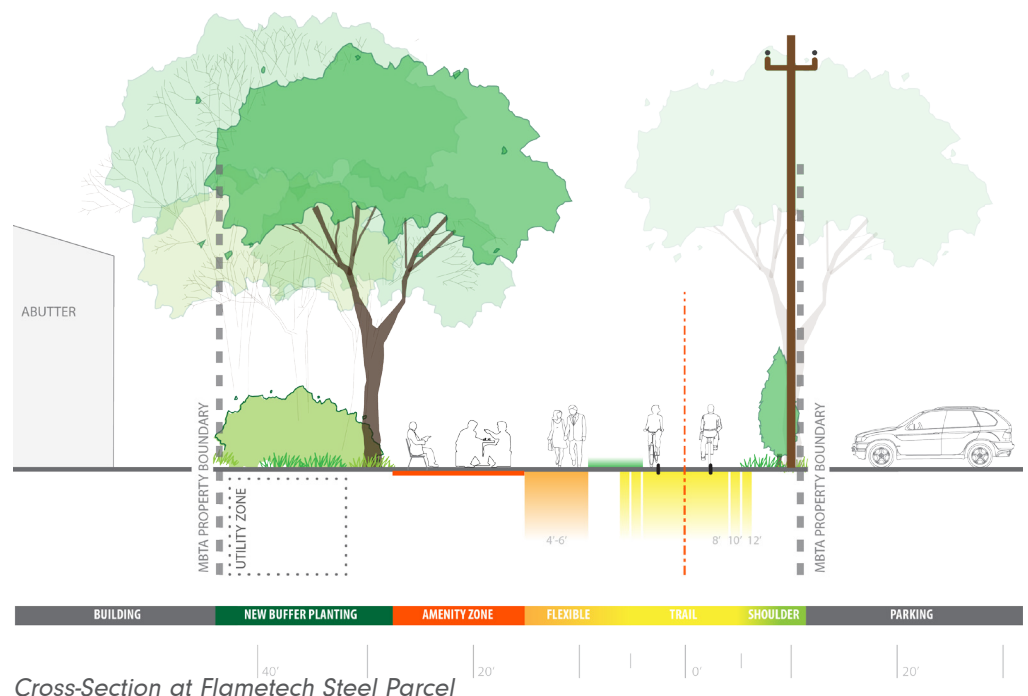 ABUTTER
MBTA PROPERTY BOUNDARY
UTILITY ZONE
MBTA PROPERTY BOUNDARY
4'-6'
8' 10' 12'
BUILDING NEW BUFFER PLANTING AMENITY ZONE FLEXIBLE TRAIL SHOULDER PARKING
40' 20' 0' 20'
Cross-Section at Flametech Steel Parcel